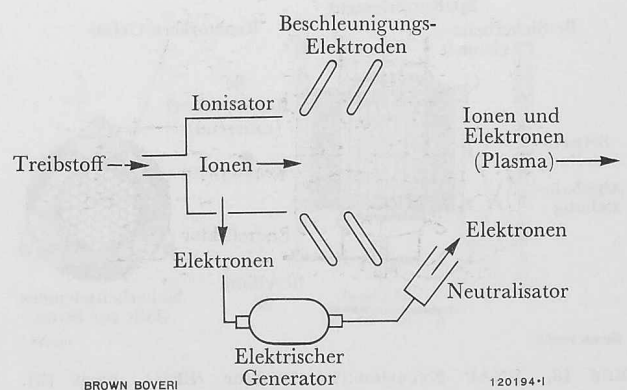 Beschleunigungs-
Elektroden
Ionisator
Treibstoff
Ionen
Ionen und
Elektronen
(Plasma)
Elektronen
Elektronen
Neutralisator
Elektrischer
Generator
BROWN BOVERI
120194·I